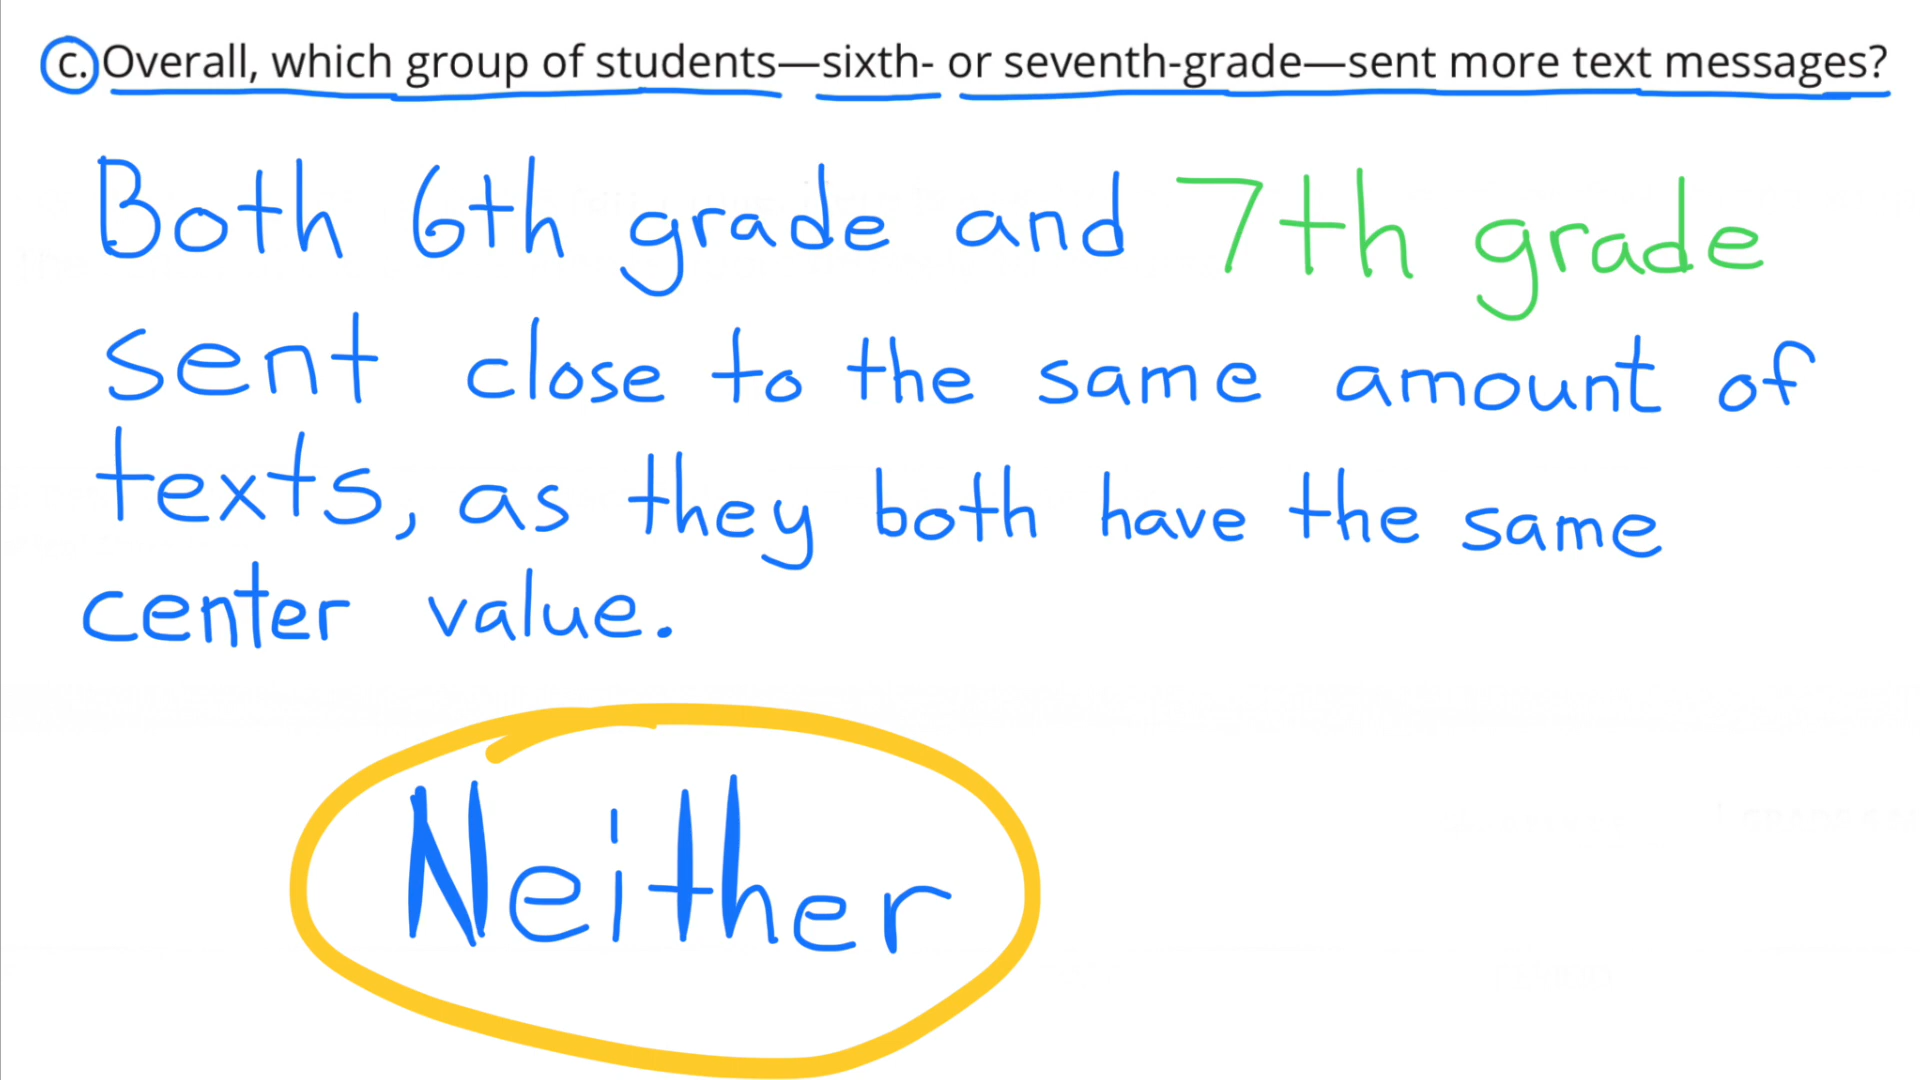 c. Overall, which group of students—sixth- or seventh-grade—sent more text messages?
Both 6th grade and 7th grade
sent close to the same amount of
texts, as they both have the same
center value.
Neither